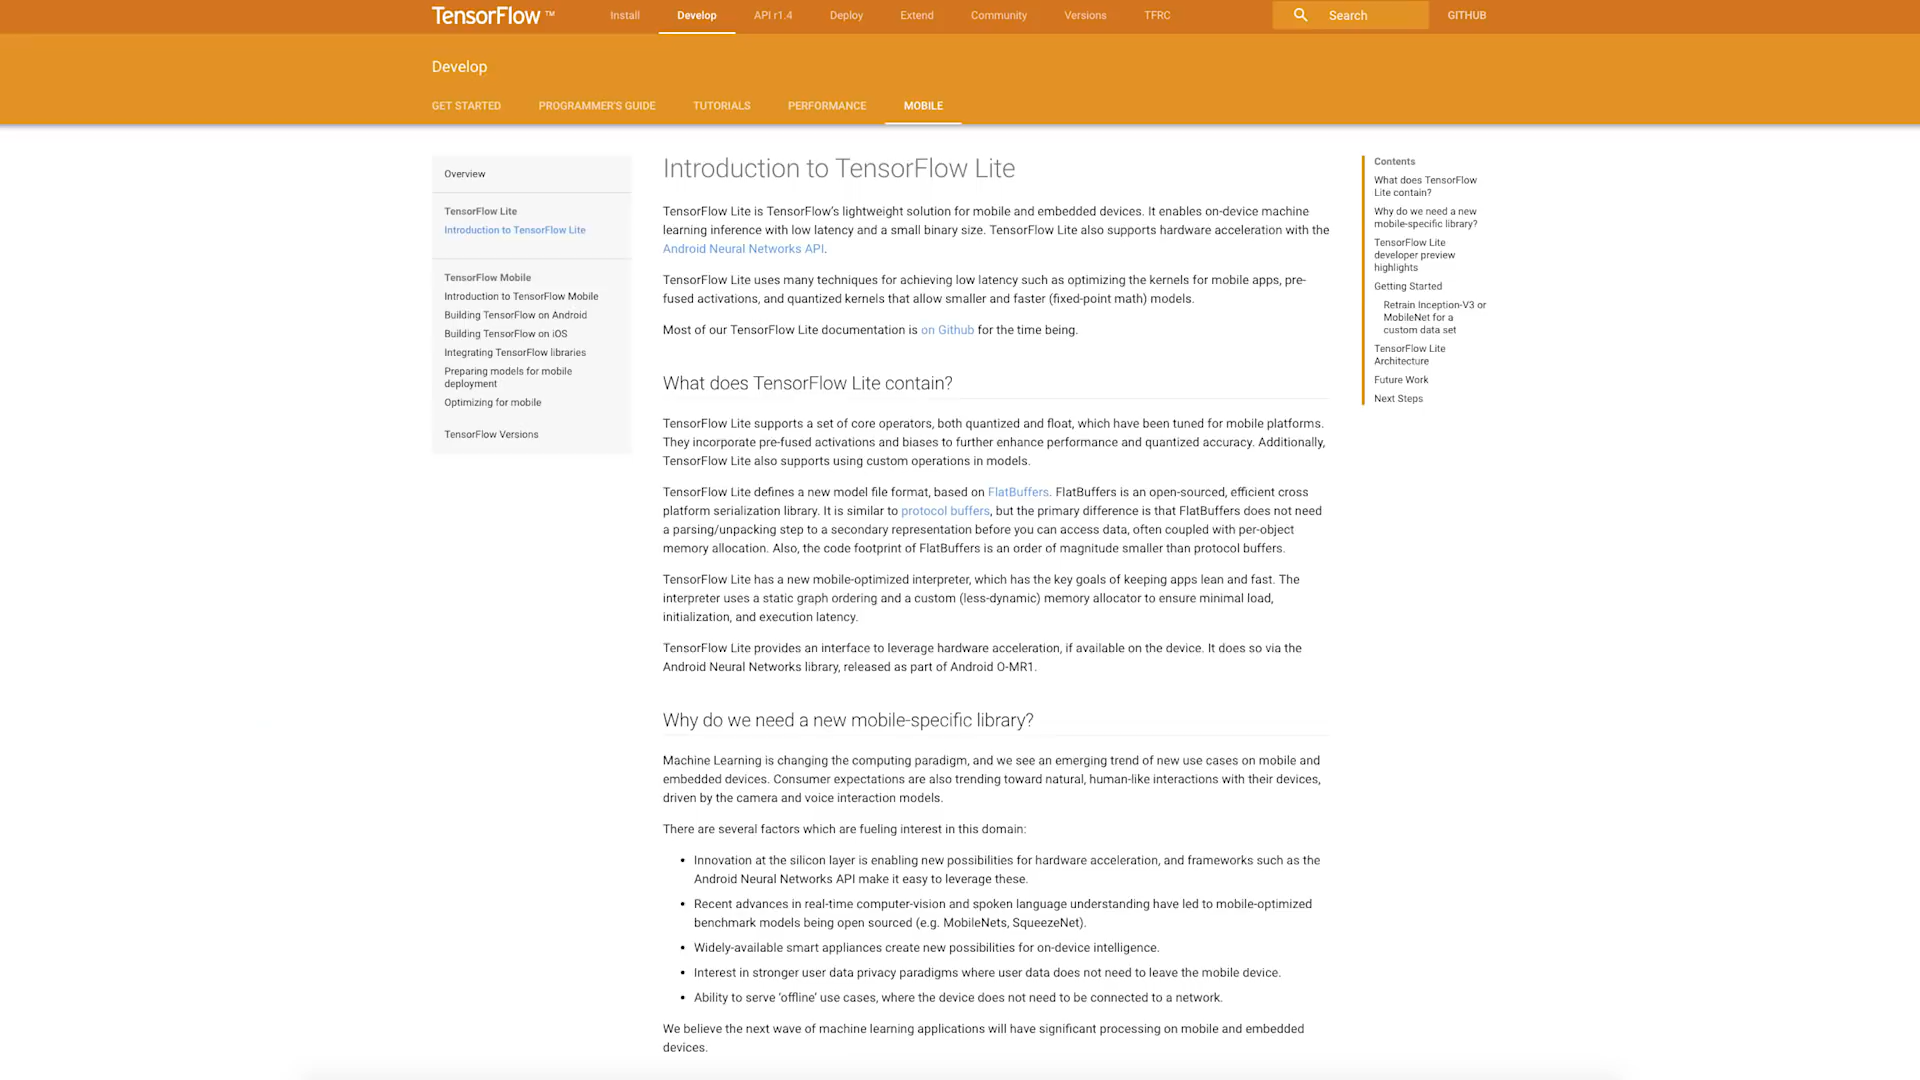 TensorFlow ™
Install
Develop
API r1.4
Deploy
Extend
Community
Versions
TFRC
Search
GITHUB
Develop
GET STARTED
PROGRAMMER'S GUIDE
TUTORIALS
PERFORMANCE
MOBILE
Overview
TensorFlow Lite
Introduction to TensorFlow Lite
TensorFlow Mobile
Introduction to TensorFlow Mobile
Building TensorFlow on Android
Building TensorFlow on iOS
Integrating TensorFlow libraries
Preparing models for mobile
deployment
Optimizing for mobile
TensorFlow Versions
Introduction to TensorFlow Lite
TensorFlow Lite is TensorFlow’s lightweight solution for mobile and embedded devices. It enables on-device machine
learning inference with low latency and a small binary size. TensorFlow Lite also supports hardware acceleration with the
Android Neural Networks API.
TensorFlow Lite uses many techniques for achieving low latency such as optimizing the kernels for mobile apps, pre-
fused activations, and quantized kernels that allow smaller and faster (fixed-point math) models.
Most of our TensorFlow Lite documentation is on Github for the time being.
What does TensorFlow Lite contain?
TensorFlow Lite supports a set of core operators, both quantized and float, which have been tuned for mobile platforms.
They incorporate pre-fused activations and biases to further enhance performance and quantized accuracy. Additionally,
TensorFlow Lite also supports using custom operations in models.
TensorFlow Lite defines a new model file format, based on FlatBuffers. FlatBuffers is an open-sourced, efficient cross
platform serialization library. It is similar to protocol buffers, but the primary difference is that FlatBuffers does not need
a parsing/unpacking step to a secondary representation before you can access data, often coupled with per-object
memory allocation. Also, the code footprint of FlatBuffers is an order of magnitude smaller than protocol buffers.
TensorFlow Lite has a new mobile-optimized interpreter, which has the key goals of keeping apps lean and fast. The
interpreter uses a static graph ordering and a custom (less-dynamic) memory allocator to ensure minimal load,
initialization, and execution latency.
TensorFlow Lite provides an interface to leverage hardware acceleration, if available on the device. It does so via the
Android Neural Networks library, released as part of Android O-MR1.
Why do we need a new mobile-specific library?
Machine Learning is changing the computing paradigm, and we see an emerging trend of new use cases on mobile and
embedded devices. Consumer expectations are also trending toward natural, human-like interactions with their devices,
driven by the camera and voice interaction models.
There are several factors which are fueling interest in this domain:
• Innovation at the silicon layer is enabling new possibilities for hardware acceleration, and frameworks such as the
Android Neural Networks API make it easy to leverage these.
• Recent advances in real-time computer-vision and spoken language understanding have led to mobile-optimized
benchmark models being open sourced (e.g. MobileNets, SqueezeNet).
• Widely-available smart appliances create new possibilities for on-device intelligence.
• Interest in stronger user data privacy paradigms where user data does not need to leave the mobile device.
• Ability to serve ‘offline’ use cases, where the device does not need to be connected to a network.
We believe the next wave of machine learning applications will have significant processing on mobile and embedded
devices.
Contents
What does TensorFlow
Lite contain?
Why do we need a new
mobile-specific library?
TensorFlow Lite
developer preview
highlights
Getting Started
Retrain Inception-V3 or
MobileNet for a
custom data set
TensorFlow Lite
Architecture
Future Work
Next Steps